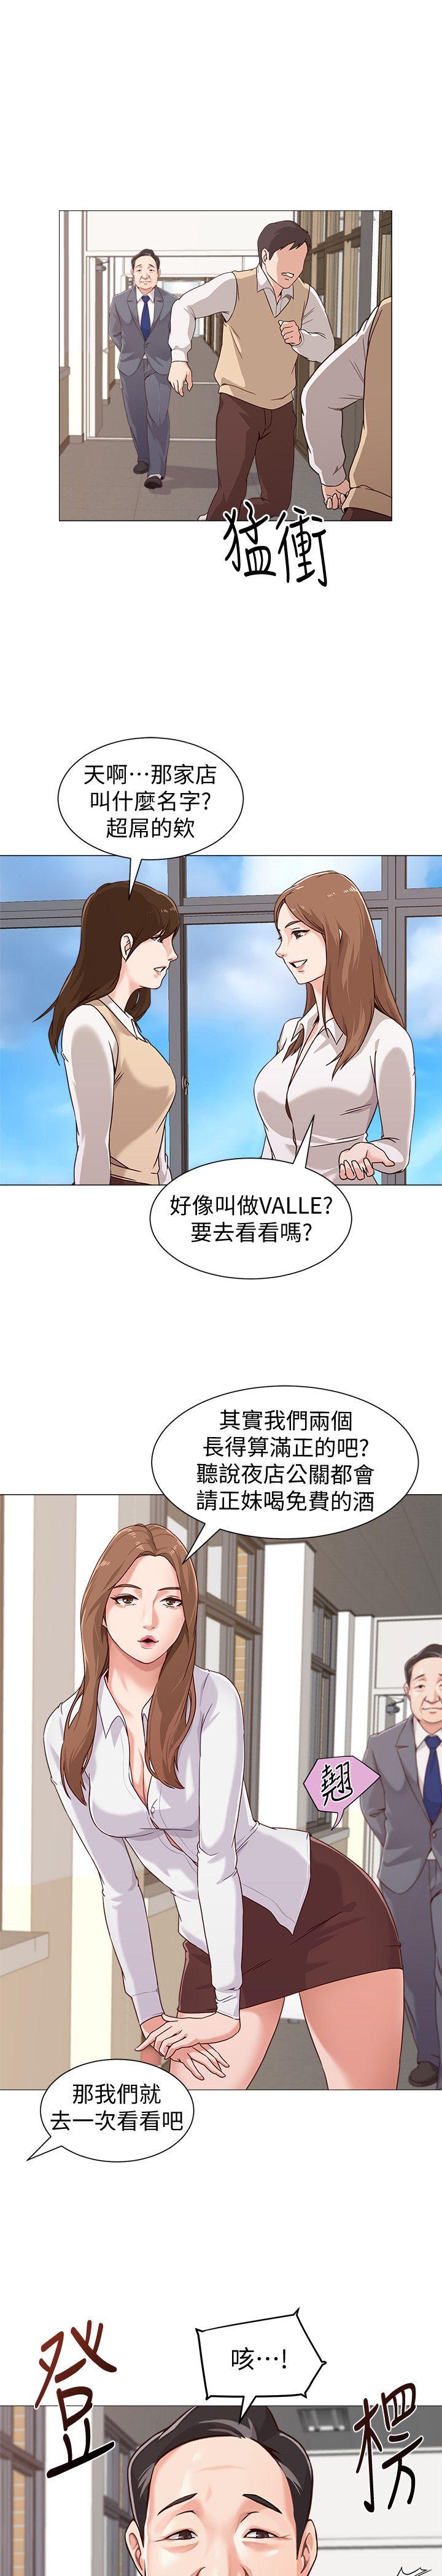 猛衝
天啊…那家店
叫什麼名字?
超屌的欸
好像叫做VALLE?
要去看看嗎?
其實我們兩個
長得算滿正的吧?
聽說夜店公關都會
請正妹喝免費的酒
翹
那我們就
去一次看看吧
咳…!
登
楞